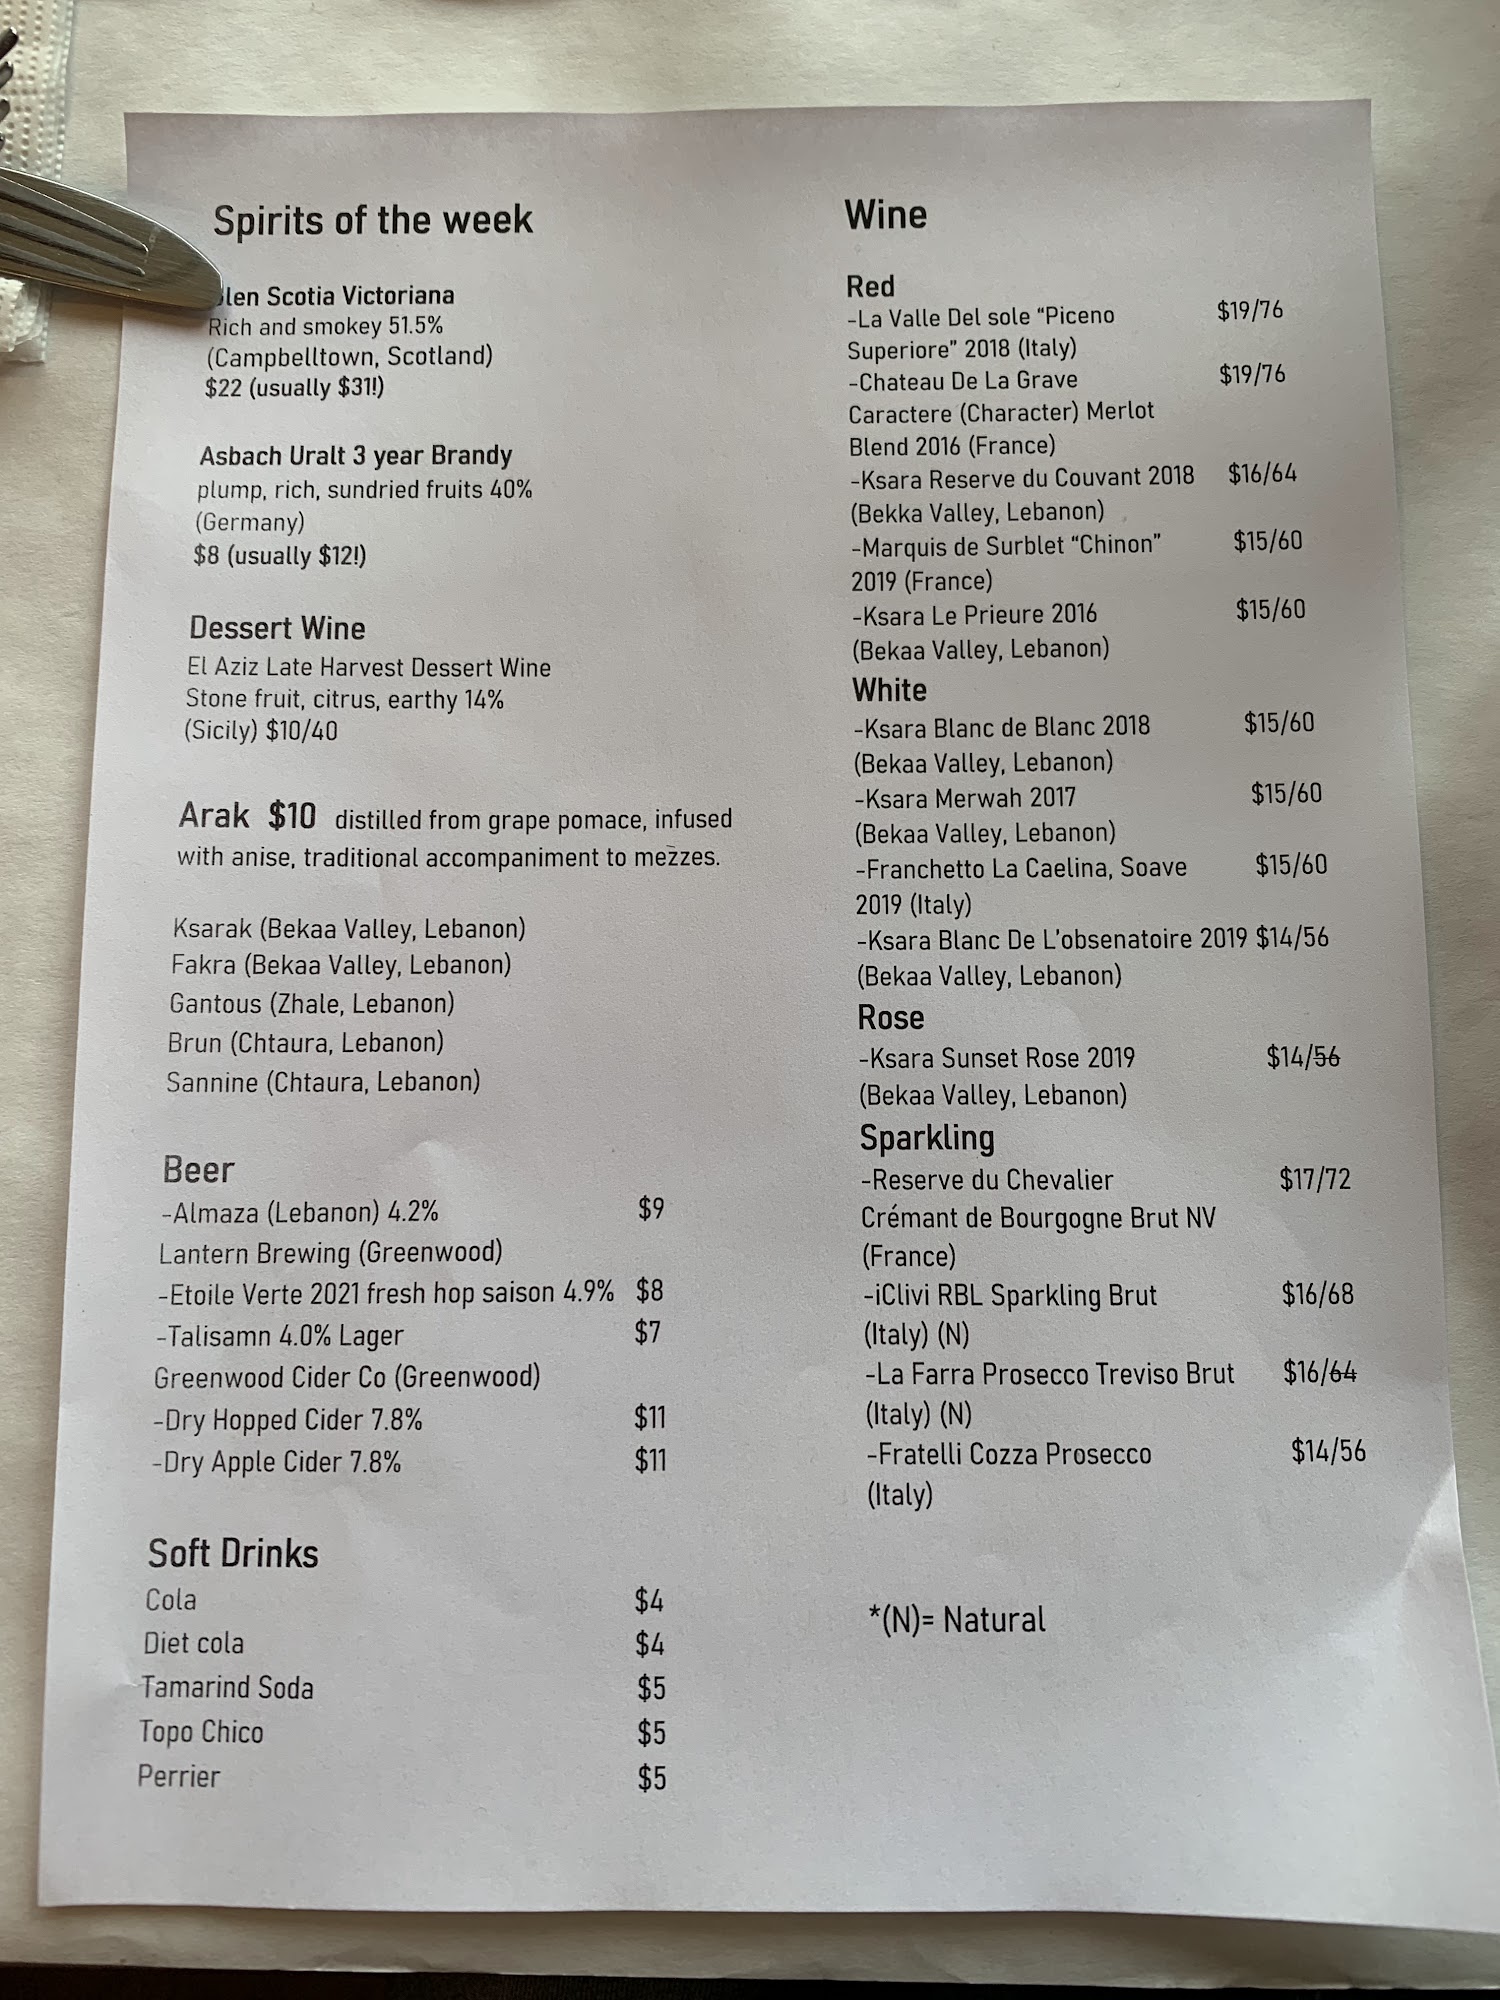 Spirits of the week
Glen Scotia Victoriana
Rich and smokey 51.5%
(Campbelltown, Scotland)
$22 (usually $31!)
Asbach Uralt 3 year Brandy
plump, rich, sundried fruits 40%
(Germany)
$8 (usually $12!)
Dessert Wine
El Aziz Late Harvest Dessert Wine
Stone fruit, citrus, earthy 14%
(Sicily) $10/40
Arak $10 distilled from grape pomace, infused
with anise, traditional accompaniment to mezzes.
Ksarak (Bekaa Valley, Lebanon)
Fakra (Bekaa Valley, Lebanon)
Gantous (Zhale, Lebanon)
Brun (Chtaura, Lebanon)
Sannine (Chtaura, Lebanon)
Beer
-Almaza (Lebanon) 4.2% $9
Lantern Brewing (Greenwood)
-Etoile Verte 2021 fresh hop saison 4.9% $8
-Talisamn 4.0% Lager $7
Greenwood Cider Co (Greenwood)
-Dry Hopped Cider 7.8% $11
-Dry Apple Cider 7.8% $11
Soft Drinks
Cola $4
Diet cola $4
Tamarind Soda $5
Topo Chico $5
Perrier $5
Wine
Red
-La Valle Del sole “Piceno $19/76
Superiore” 2018 (Italy)
-Chateau De La Grave $19/76
Caractere (Character) Merlot
Blend 2016 (France)
-Ksara Reserve du Couvant 2018 $16/64
(Bekka Valley, Lebanon)
-Marquis de Surblet “Chinon” $15/60
2019 (France)
-Ksara Le Prieure 2016 $15/60
(Bekaa Valley, Lebanon)
White
-Ksara Blanc de Blanc 2018 $15/60
(Bekaa Valley, Lebanon)
-Ksara Merwah 2017 $15/60
(Bekaa Valley, Lebanon)
-Franchetto La Caelina, Soave $15/60
2019 (Italy)
-Ksara Blanc De L'obsenatoire 2019 $14/56
(Bekaa Valley, Lebanon)
Rose
-Ksara Sunset Rose 2019 $14/56
(Bekaa Valley, Lebanon)
Sparkling
-Reserve du Chevalier $17/72
Crémant de Bourgogne Brut NV
(France)
-iClivi RBL Sparkling Brut $16/68
(Italy) (N)
-La Farra Prosecco Treviso Brut $16/64
(Italy) (N)
-Fratelli Cozza Prosecco $14/56
(Italy)
*(N)= Natural